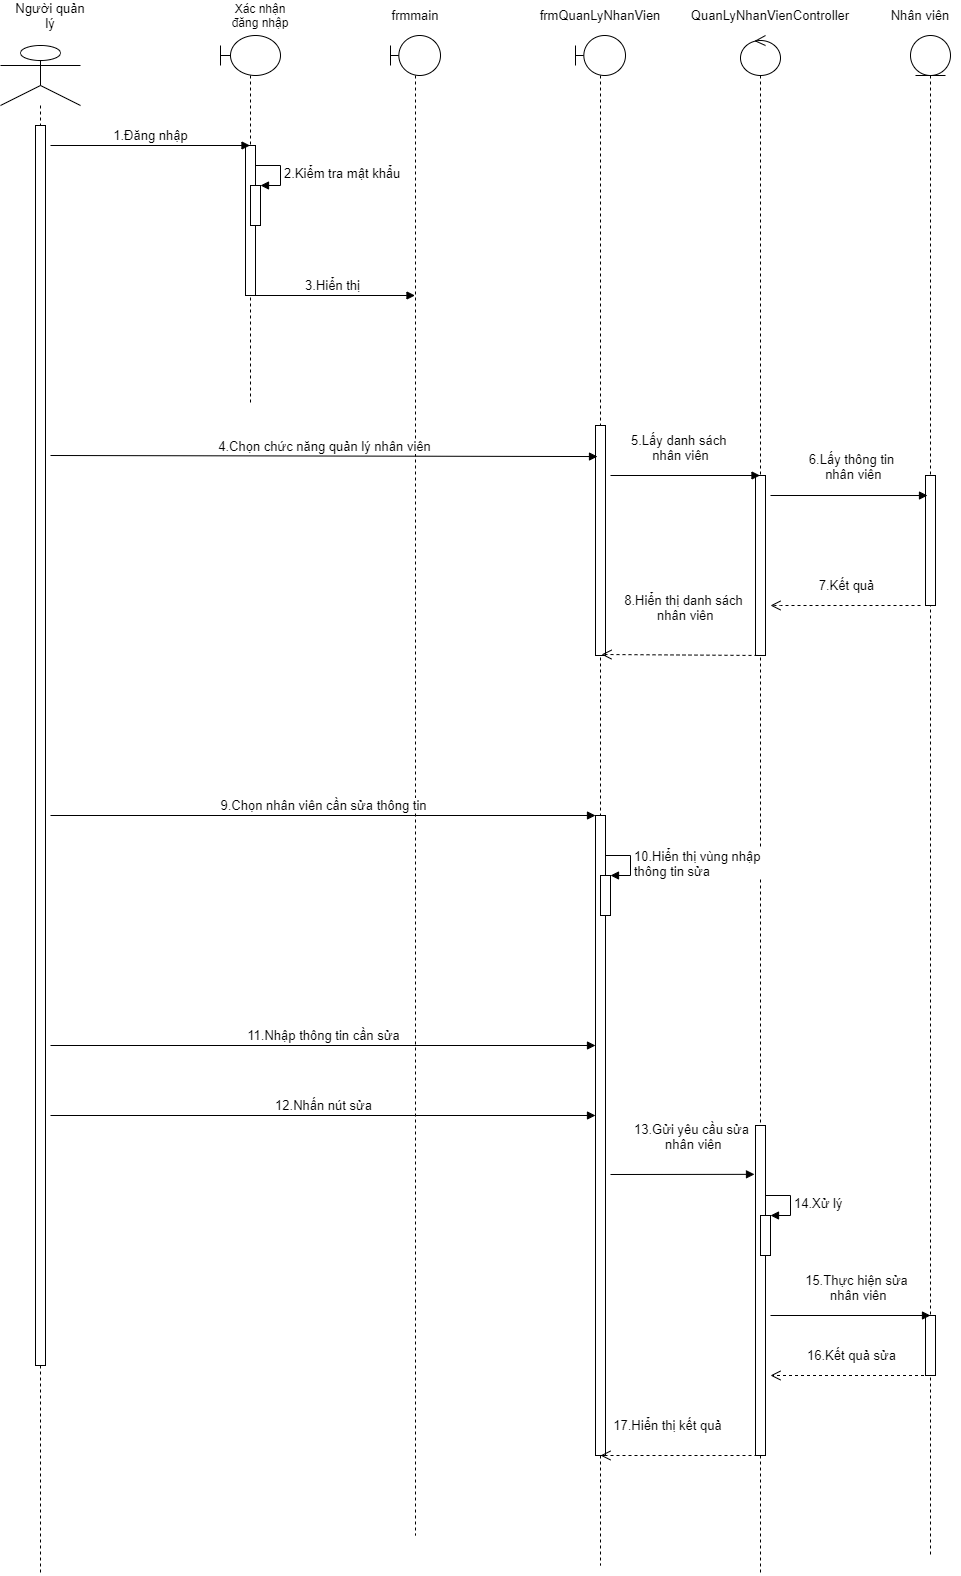 Người quản
lý
Xác nhận
đăng nhập
frmmain
frmQuanLyNhanVien
QuanLyNhanVienController
Nhân viên
1.Đăng nhập
2.Kiểm tra mật khẩu
3.Hiển thị
4.Chọn chức năng quản lý nhân viên
5.Lấy danh sách
nhân viên
6.Lấy thông tin
nhân viên
7.Kết quả
8.Hiển thị danh sách
nhân viên
9.Chọn nhân viên cần sửa thông tin
10.Hiển thị vùng nhập
thông tin sửa
11.Nhập thông tin cần sửa
12.Nhấn nút sửa
13.Gửi yêu cầu sửa
nhân viên
14.Xử lý
15.Thực hiện sửa
nhân viên
16.Kết quả sửa
17.Hiển thị kết quả